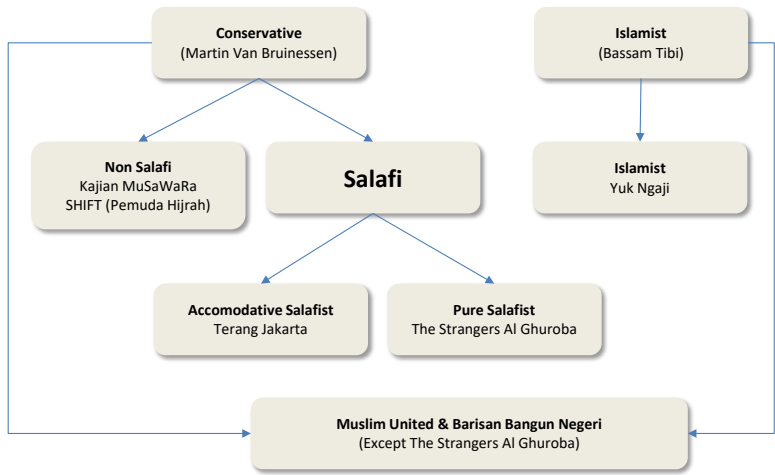 Conservative
(Martin Van Bruinessen)
Islamist
(Bassam Tibi)
Non Salafi
Kajian MuSaWaRa
SHIFT (Pemuda Hijrah)
Salafi
Islamist
Yuk Ngaji
Accomodative Salafist
Terang Jakarta
Pure Salafist
The Strangers Al Ghuroba
Muslim United & Barisan Bangun Negeri
(Except The Strangers Al Ghuroba)